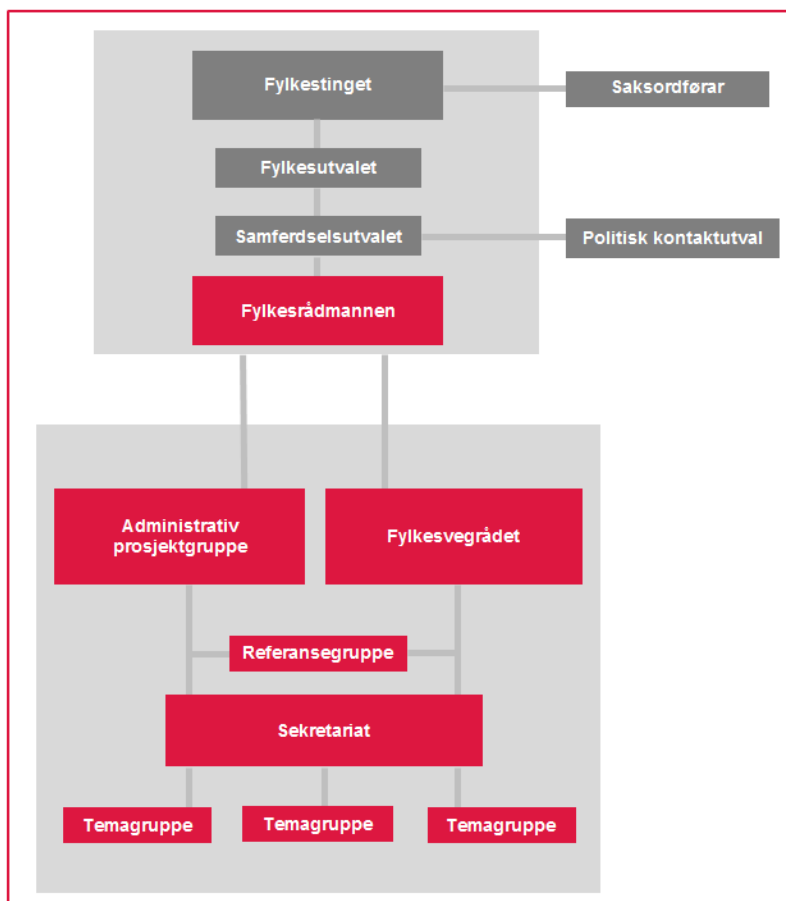 Fylkestinget
Saksordførar
Fylkesutvalet
Samferdselsutvalet
Politisk kontaktutval
Fylkesrådmannen
Administrativ
prosjektgruppe
Fylkesvegrådet
Referansegruppe
Sekretariat
Temagruppe
Temagruppe
Temagruppe